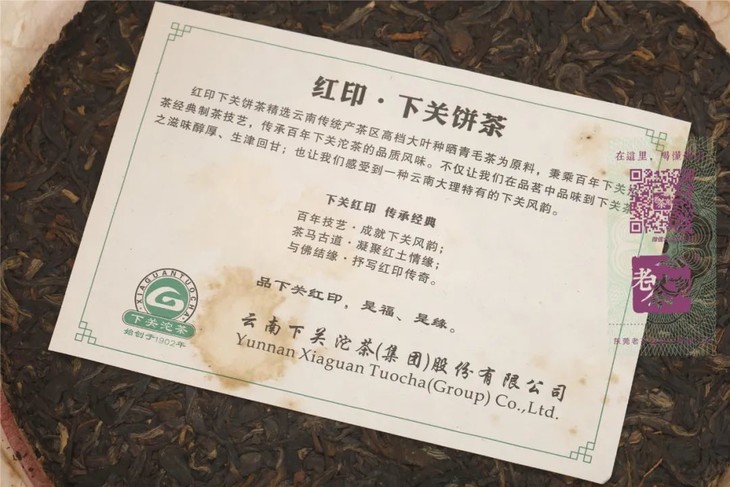 红印·下关饼茶
红印下关饼茶精选云南传统产茶区高档大叶种晒青毛茶为原料，秉乘百年下关沱
茶经典制茶技艺，传承百年下关沱茶的品质风味。不仅让我们在品茗中品味到下关茶
之滋味醇厚、生津回甘；也让我们感受到一种云南大理特有的下关风韵。
下关红印 传承经典
百年技艺·成就下关风韵；
茶马古道·凝聚红土情缘；
与佛结缘·抒写红印传奇。
品下关红印，是福、是缘。
云南下关沱茶(集团)股份有限公司
Yunnan Xiaguan Tuocha(Group) Co.,Ltd.
XIAGUANTUOCHA
下关沱茶
始创于1902年
在這里，
茶
老
东莞老